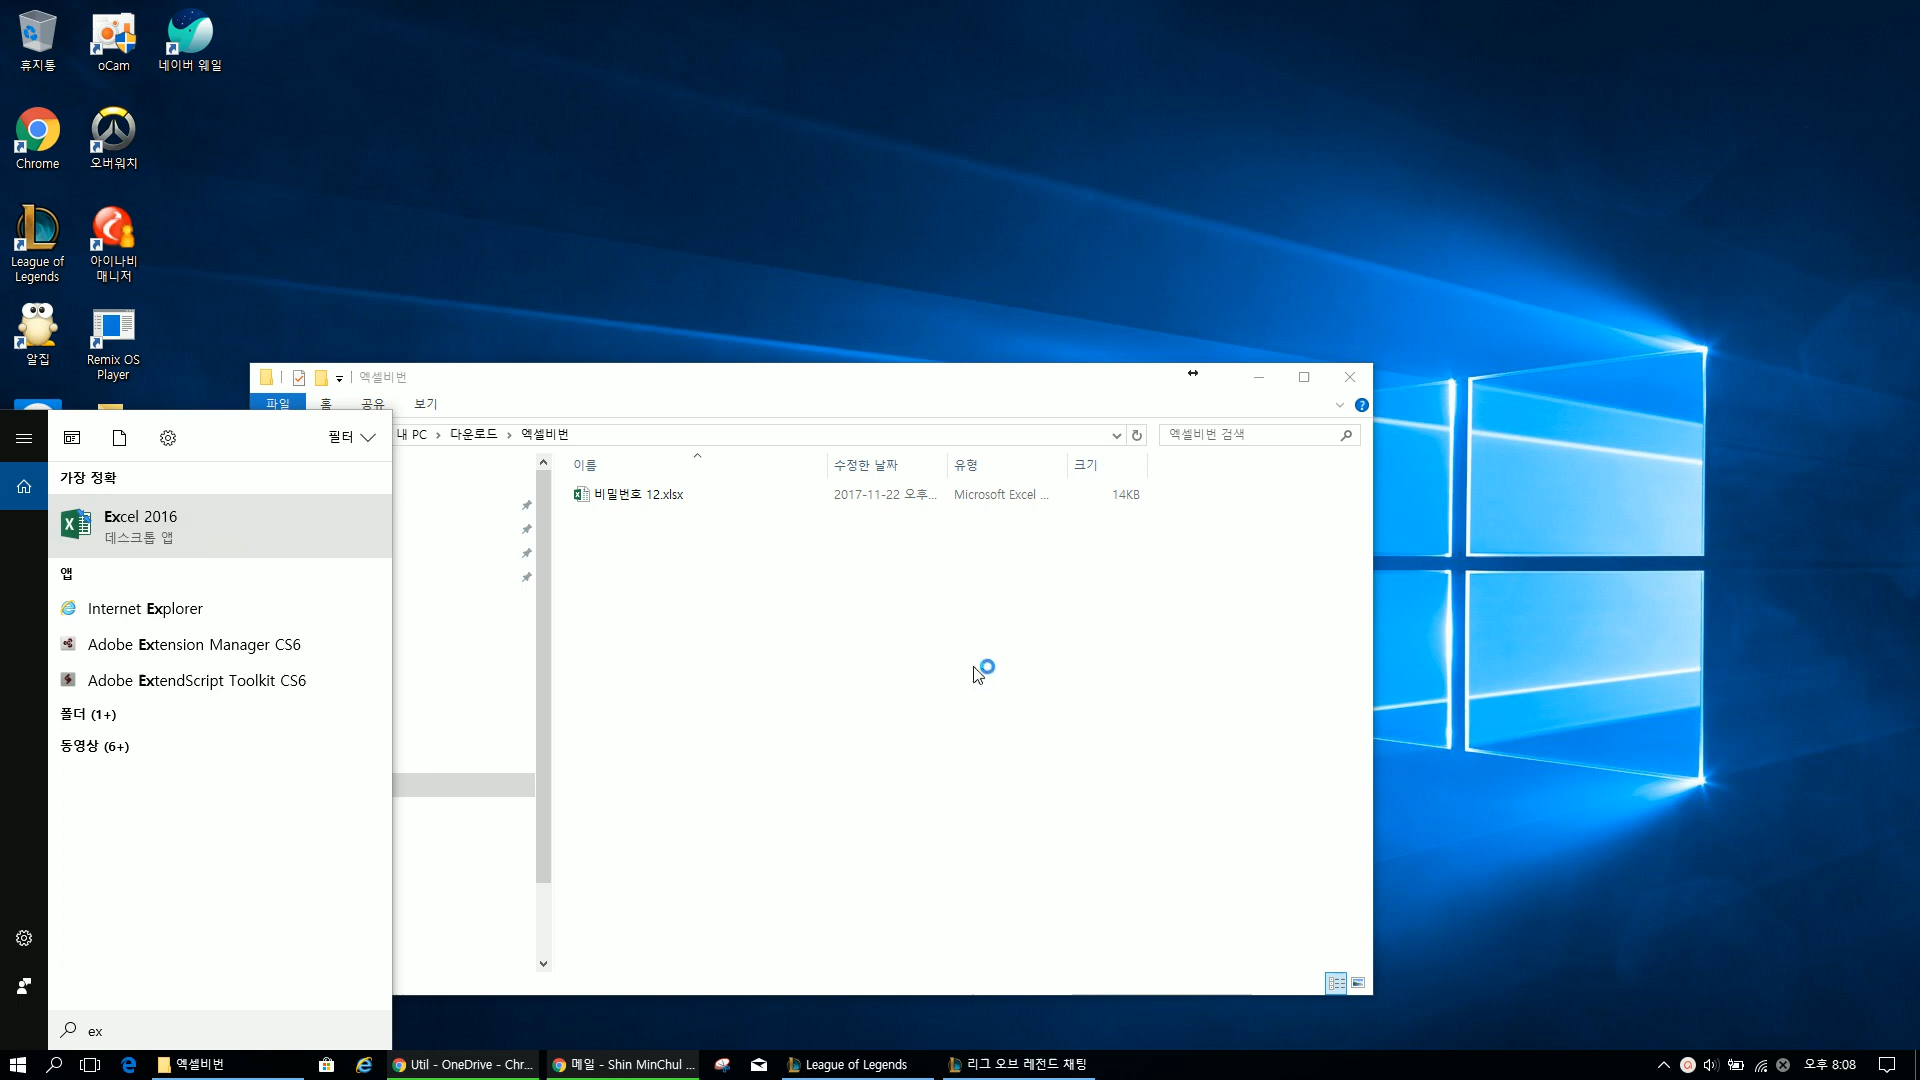 휴지통
oCam
네이버 웨일
Chrome
오버워치
League of
Legends
아이나비
매니저
알집
Remix OS
Player
엑셀비번
파일
홈
공유
보기
내 PC > 다운로드 > 엑셀비번
엑셀비번 검색
이름
수정한 날짜
유형
크기
비밀번호 12.xlsx
2017-11-22 오후...
Microsoft Excel ...
14KB
필터
가장 정확
Excel 2016
데스크톱 앱
앱
Internet Explorer
Adobe Extension Manager CS6
Adobe ExtendScript Toolkit CS6
폴더 (1+)
동영상 (6+)
ex
엑셀비번
Util - OneDrive - Chr...
메일 - Shin MinChul ...
League of Legends
리그 오브 레전드 채팅
오후 8:08